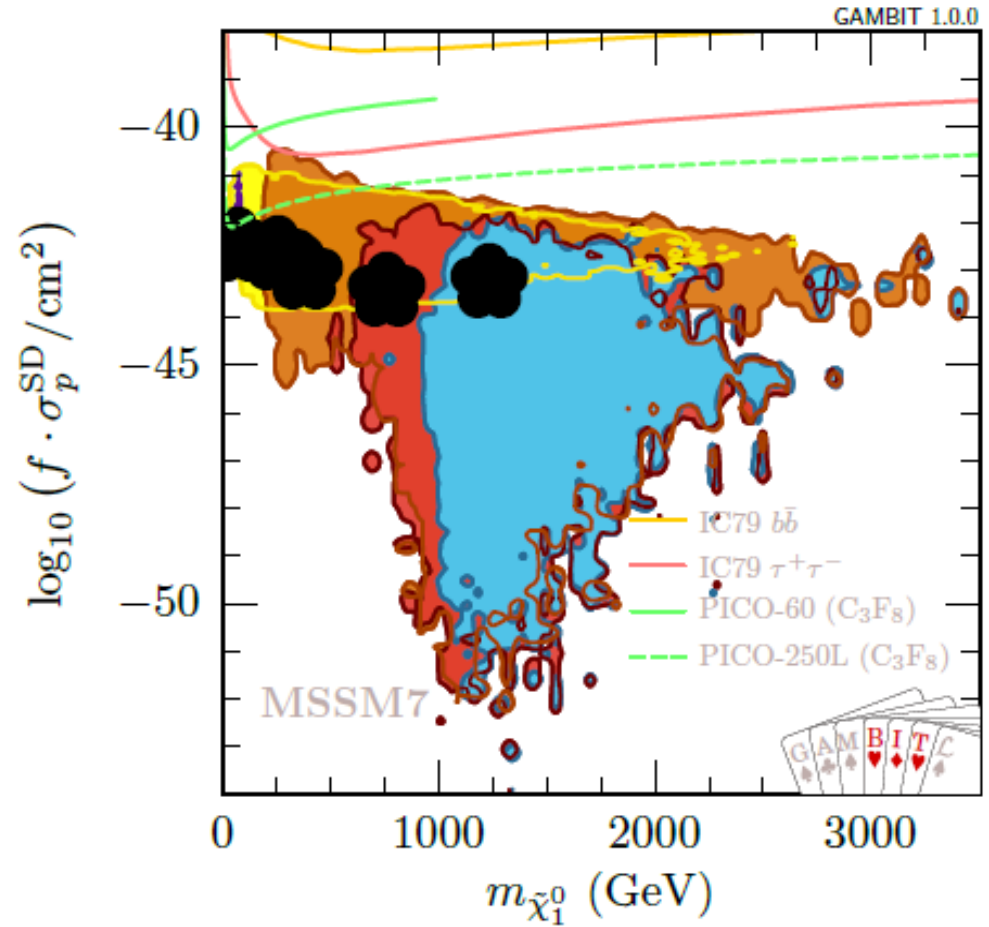 GAMBIT 1.0.0
−40
−45
−50
log₁₀ (f · σₚˢᴰ/cm²)
IC79 bb̄
IC79 τ⁺τ⁻
PICO-60 (C₃F₈)
PICO-250L (C₃F₈)
MSSM7
G A M B I T L
0 1000 2000 3000
m_χ̃₁⁰ (GeV)